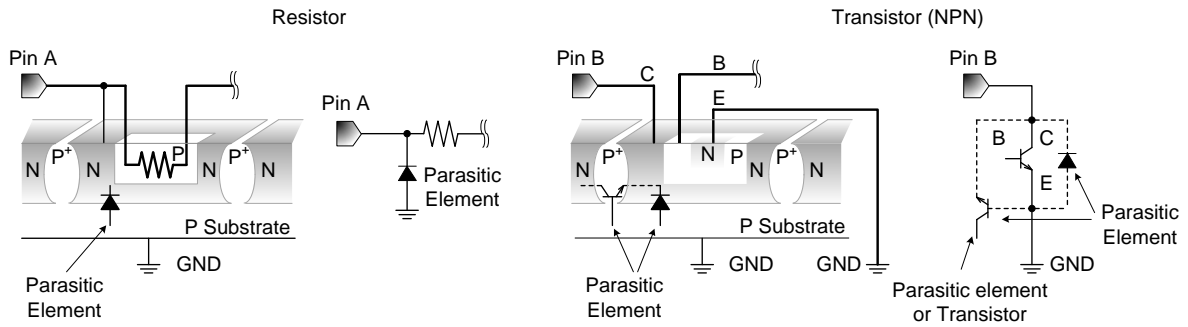 Resistor
Transistor (NPN)
Pin A
N
P+
N
P
N
P+
N
Parasitic
Element
P Substrate
GND
Pin A
Parasitic
Element
Pin B
C
B
E
N
P+
N
N
P
N
P+
N
P Substrate
Parasitic
Element
GND
GND
Pin B
B
C
E
Parasitic
Element
GND
Parasitic element
or Transistor